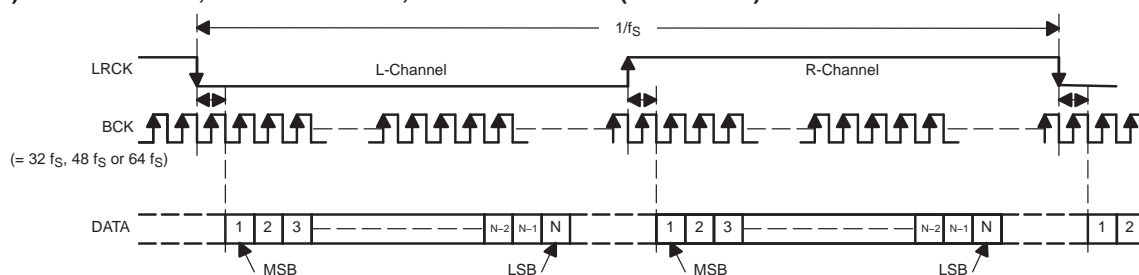 1/fS
LRCK
L-Channel
R-Channel
BCK
(= 32 fS, 48 fS or 64 fS)
DATA
1 2 3 N–2 N–1 N 1 2 3 N–2 N–1 N 1 2
MSB LSB MSB LSB